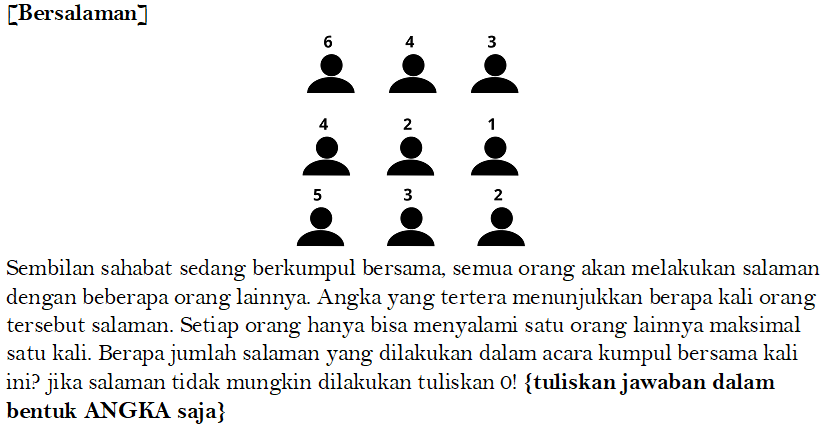 [Bersalaman]
6 4 3
4 2 1
5 3 2
Sembilan sahabat sedang berkumpul bersama, semua orang akan melakukan salaman
dengan beberapa orang lainnya. Angka yang tertera menunjukkan berapa kali orang
tersebut salaman. Setiap orang hanya bisa menyalami satu orang lainnya maksimal
satu kali. Berapa jumlah salaman yang dilakukan dalam acara kumpul bersama kali
ini? jika salaman tidak mungkin dilakukan tuliskan 0! {tuliskan jawaban dalam
bentuk ANGKA saja}